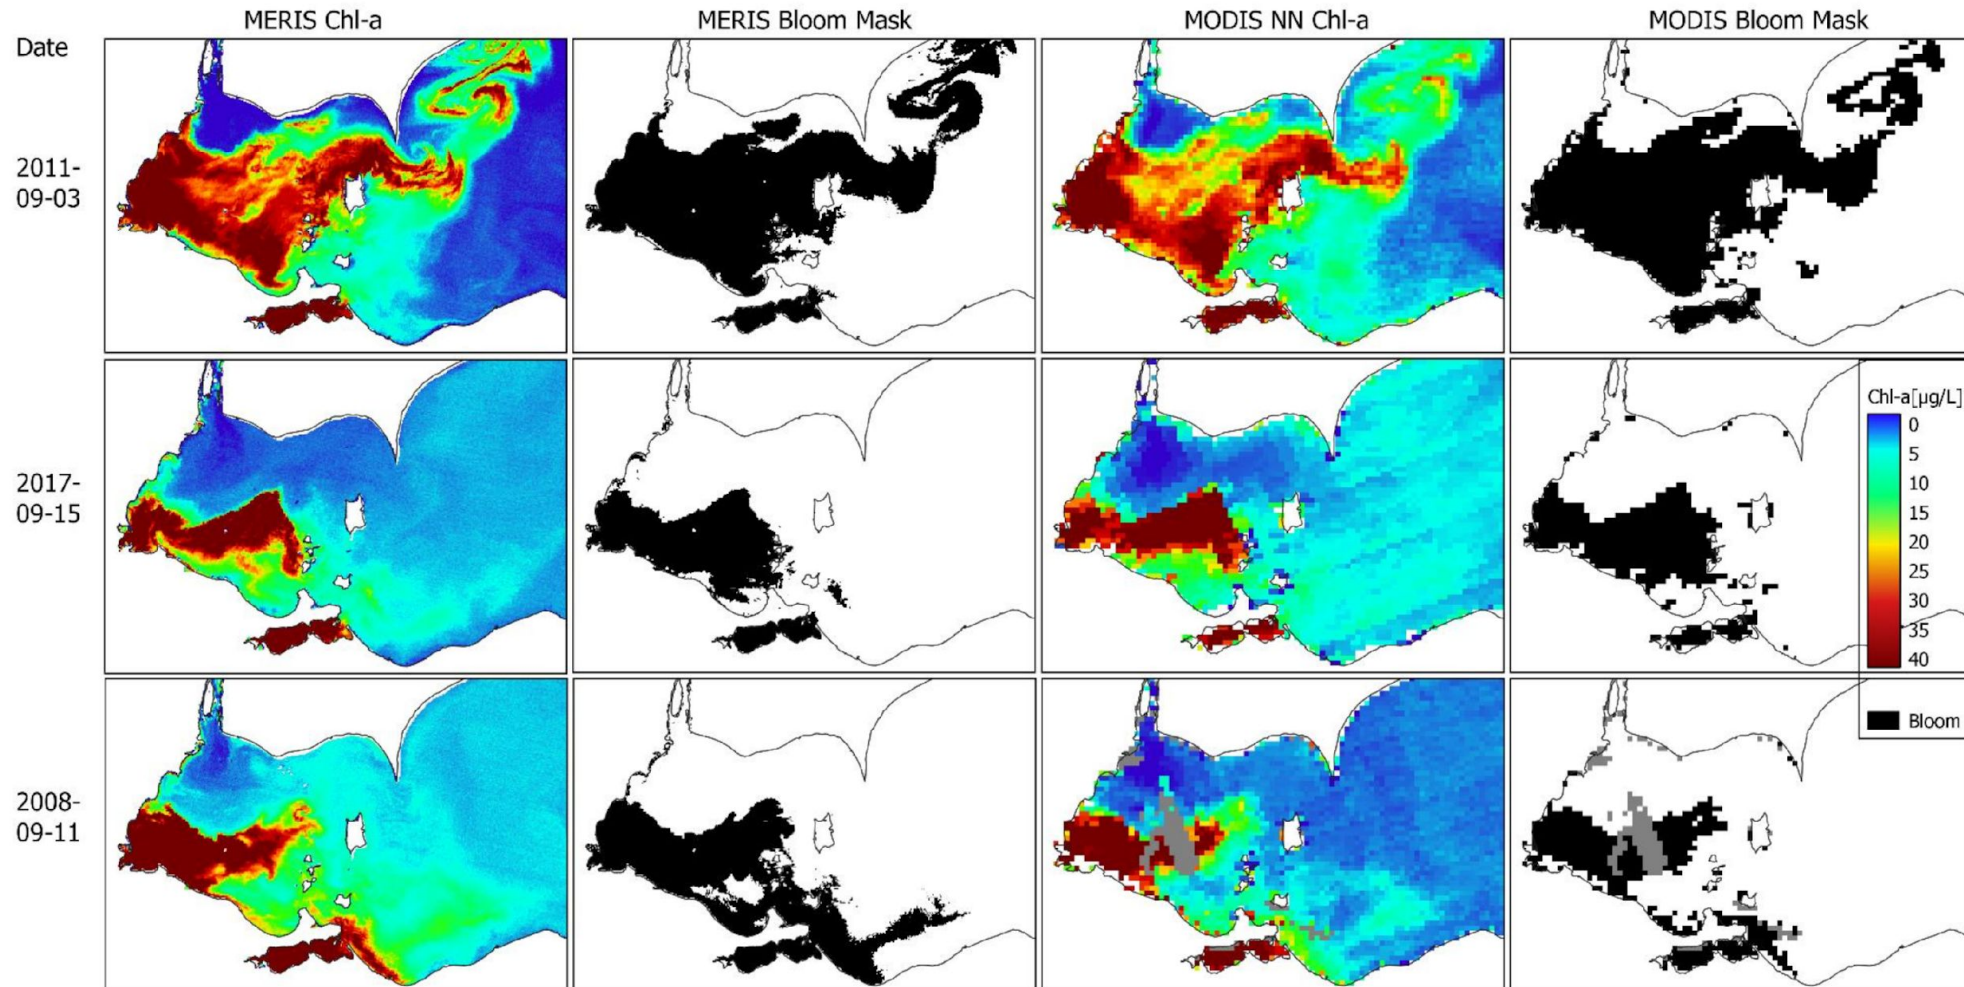 MERIS Chl-a
MERIS Bloom Mask
MODIS NN Chl-a
MODIS Bloom Mask
Date
2011-
09-03
2017-
09-15
2008-
09-11
Chl-a[µg/L]
0
5
10
15
20
25
30
35
40
Bloom